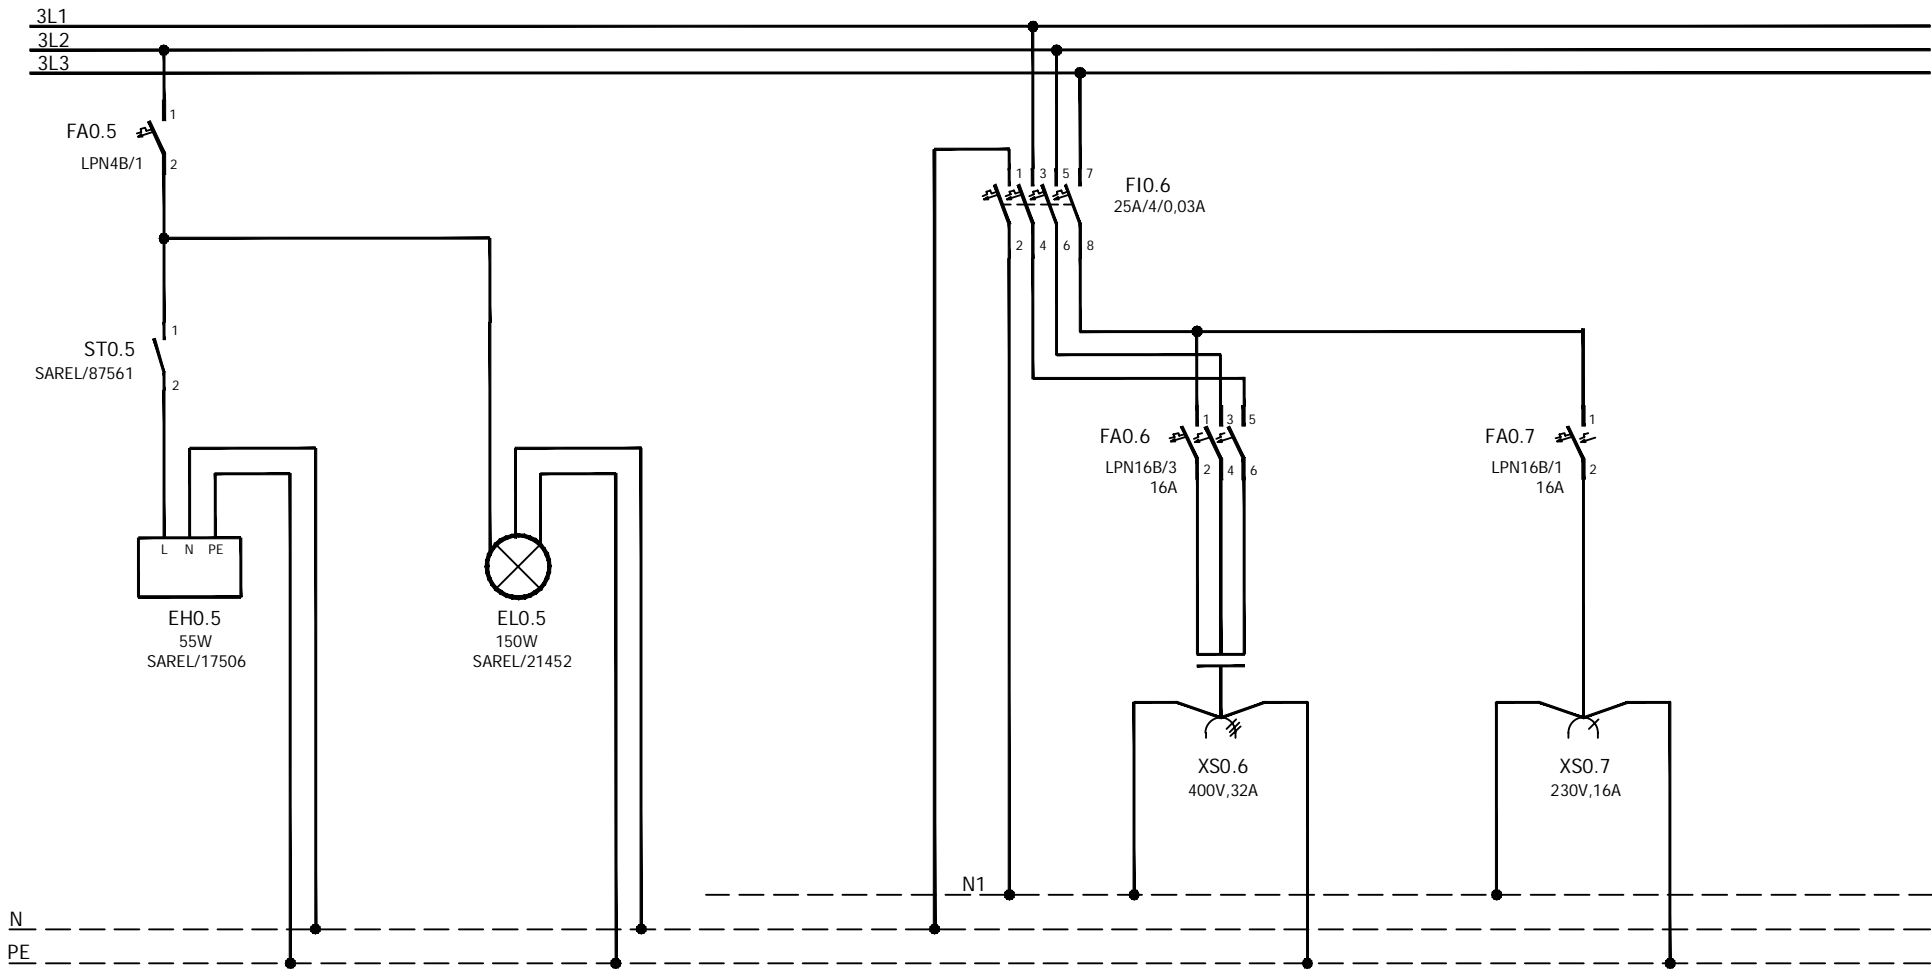 3L1
3L2
3L3
1
FA0.5
LPN4B/1 2
1 3 5 7
FI0.6
25A/4/0,03A
2 4 6 8
1
ST0.5
SAREL/87561
2
1 3 5
FA0.6
LPN16B/3
16A
2 4 6
1
FA0.7
LPN16B/1
16A
2
L N PE
EH0.5
55W
SAREL/17506
EL0.5
150W
SAREL/21452
XS0.6
400V,32A
XS0.7
230V,16A
N1
N
PE